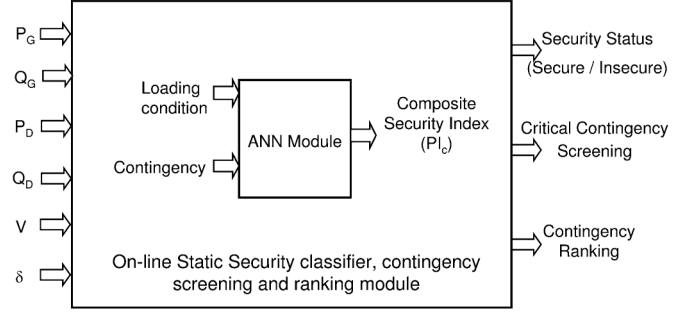 P_G
Q_G
P_D
Q_D
V
δ
Loading
condition
Contingency
ANN Module
Composite
Security Index
(PI_c)
On-line Static Security classifier, contingency
screening and ranking module
Security Status
(Secure / Insecure)
Critical Contingency
Screening
Contingency
Ranking